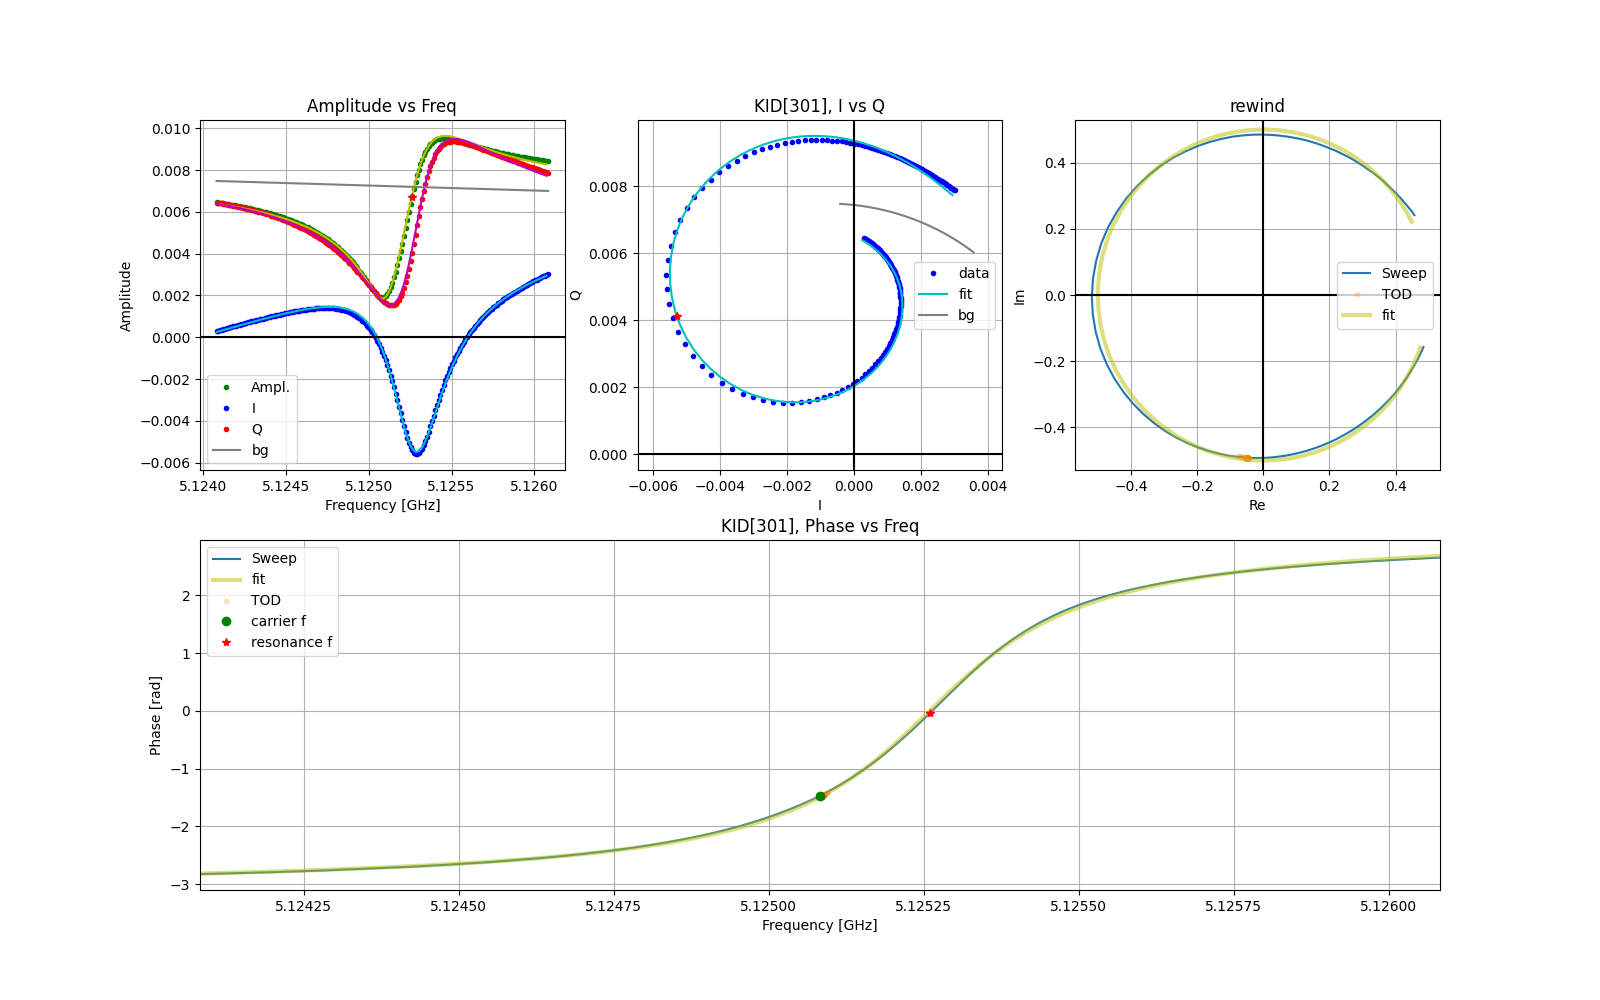 Amplitude vs Freq
0.010
0.008
0.006
0.004
0.002
0.000
−0.002
−0.004
−0.006
Amplitude
Ampl.
I
Q
bg
5.1240
5.1245
5.1250
5.1255
5.1260
Frequency [GHz]
KID[301], I vs Q
0.008
0.006
0.004
0.002
0.000
Q
data
fit
bg
−0.006
−0.004
−0.002
0.000
0.002
0.004
I
rewind
0.4
0.2
0.0
−0.2
−0.4
Im
Sweep
TOD
fit
−0.4
−0.2
0.0
0.2
0.4
Re
KID[301], Phase vs Freq
2
1
0
−1
−2
−3
Phase [rad]
Sweep
fit
TOD
carrier f
resonance f
5.12425
5.12450
5.12475
5.12500
5.12525
5.12550
5.12575
5.12600
Frequency [GHz]